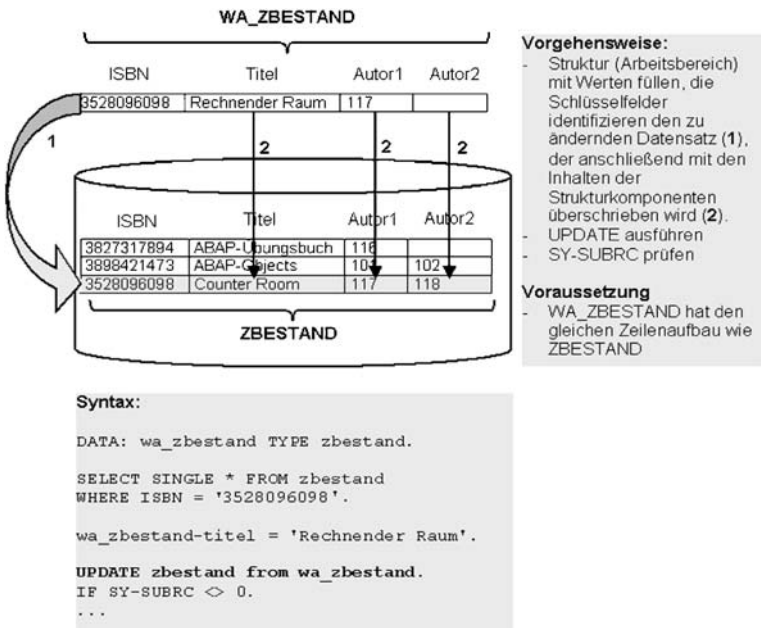 WA_ZBESTAND
ISBN Titel Autor1 Autor2
3528096098 Rechnender Raum 117
1
2 2 2
ISBN Titel Autor1 Autor2
3827317894 ABAP-Übungsbuch 116
3898421473 ABAP-Objects 101 102
3528096098 Counter Room 117 118
ZBESTAND
Vorgehensweise:
- Struktur (Arbeitsbereich)
mit Werten füllen, die
Schlüsselfelder
identifizieren den zu
ändernden Datensatz (1),
der anschließend mit den
Inhalten der
Strukturkomponenten
überschrieben wird (2).
- UPDATE ausführen
- SY-SUBRC prüfen
Voraussetzung
- WA_ZBESTAND hat den
gleichen Zeilenaufbau wie
ZBESTAND
Syntax:
DATA: wa_zbestand TYPE zbestand.
SELECT SINGLE * FROM zbestand
WHERE ISBN = '3528096098'.
wa_zbestand-titel = 'Rechnender Raum'.
UPDATE zbestand from wa_zbestand.
IF SY-SUBRC <> 0.
...